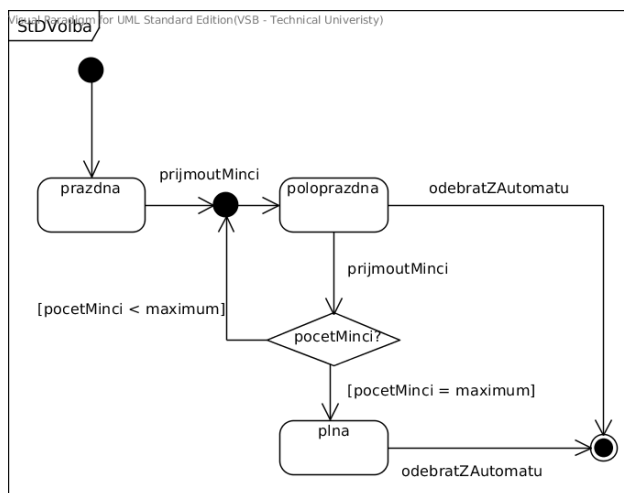 Visual Paradigm for UML Standard Edition(VSB - Technical Univeristy)
StDVolba
prijmoutMinci
prazdna
poloprazdna
odebratZAutomatu
prijmoutMinci
[pocetMinci < maximum]
pocetMinci?
[pocetMinci = maximum]
plna
odebratZAutomatu